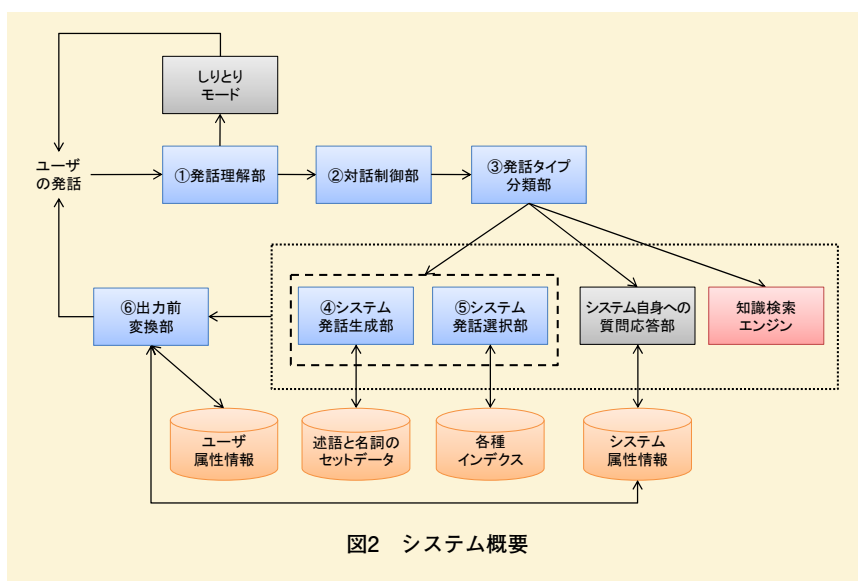 しりとり
モード
ユーザ
の発話
①発話理解部
②対話制御部
③発話タイプ
分類部
⑥出力前
変換部
④システム
発話生成部
⑤システム
発話選択部
システム自身への
質問応答部
知識検索
エンジン
ユーザ
属性情報
述語と名詞の
セットデータ
各種
インデクス
システム
属性情報
図2　システム概要